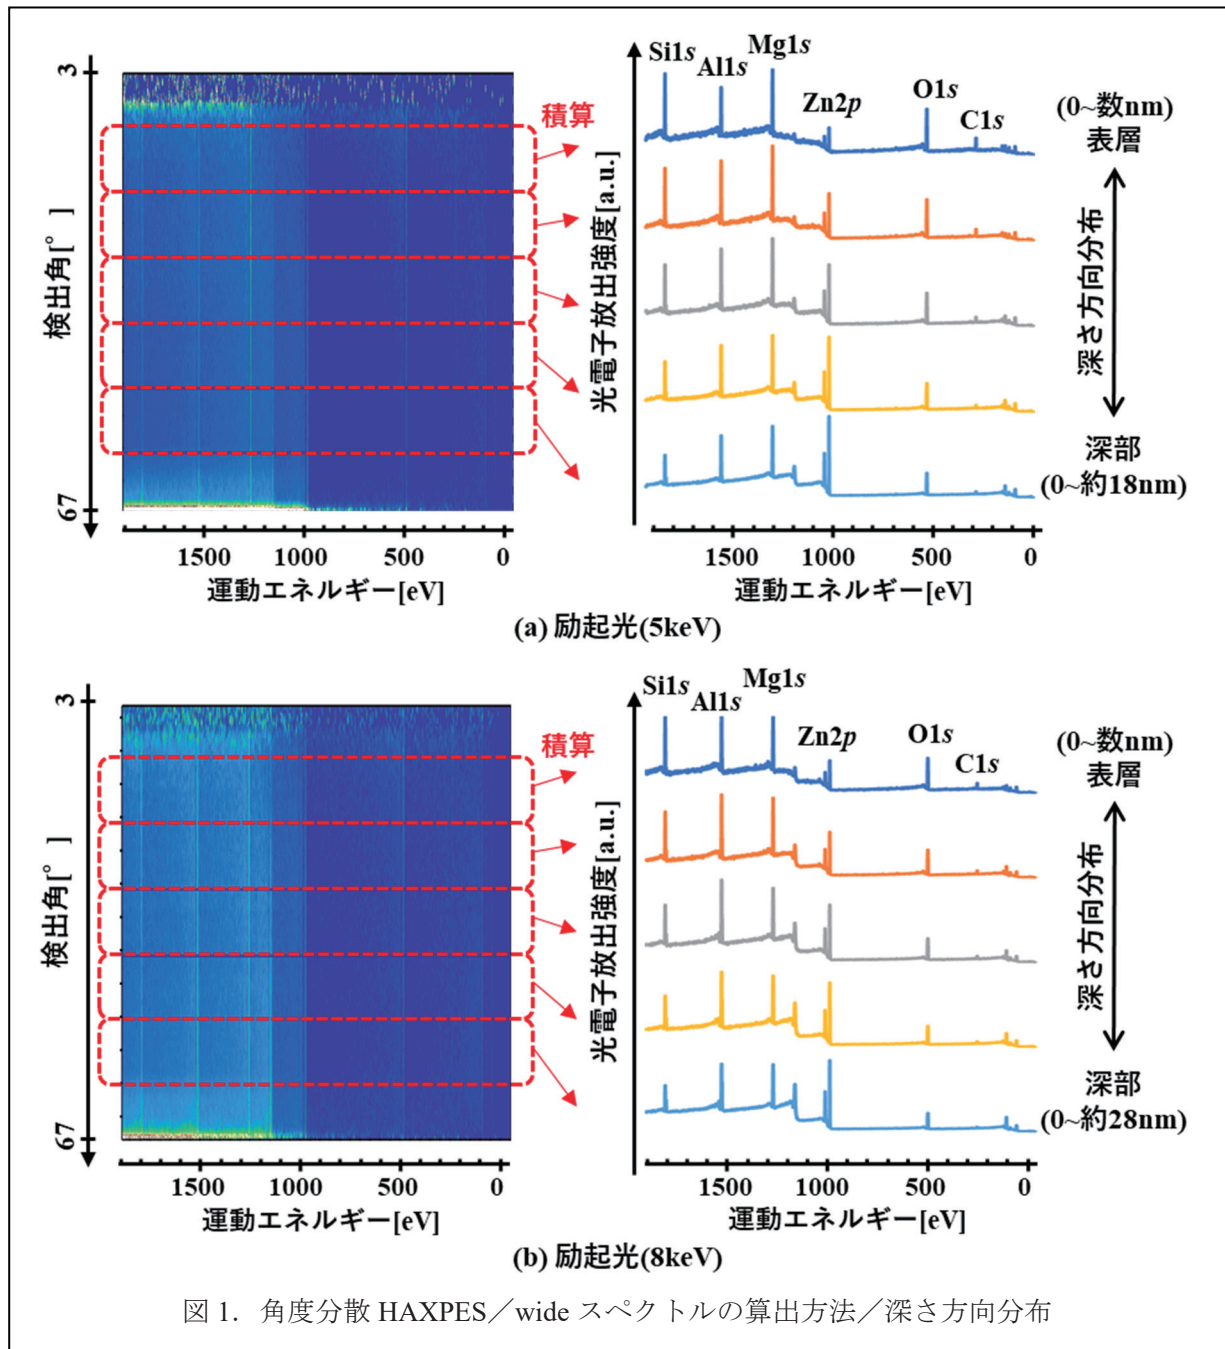 3
検出角[°]
67
積算
1500 1000 500 0
運動エネルギー[eV]
光電子放出強度[a.u.]
Si1s
Al1s
Mg1s
Zn2p
O1s
C1s
(0~数nm)
表層
深さ方向分布
深部
(0~約18nm)
1500 1000 500 0
運動エネルギー[eV]
(a) 励起光(5keV)
3
検出角[°]
67
積算
1500 1000 500 0
運動エネルギー[eV]
光電子放出強度[a.u.]
Si1s
Al1s
Mg1s
Zn2p
O1s
C1s
(0~数nm)
表層
深さ方向分布
深部
(0~約28nm)
1500 1000 500 0
運動エネルギー[eV]
(b) 励起光(8keV)
図 1. 角度分散 HAXPES／wide スペクトルの算出方法／深さ方向分布